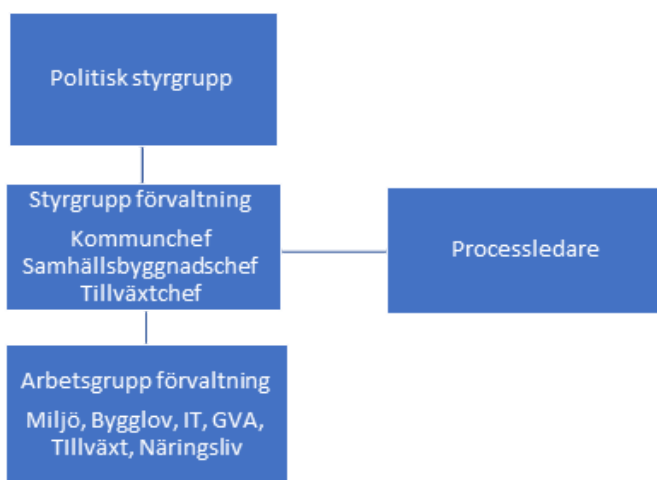 Politisk styrgrupp
Styrgrupp förvaltning
Kommunchef
Samhällsbyggnadschef
Tillväxtchef
Processledare
Arbetsgrupp förvaltning
Miljö, Bygglov, IT, GVA,
TIllväxt, Näringsliv